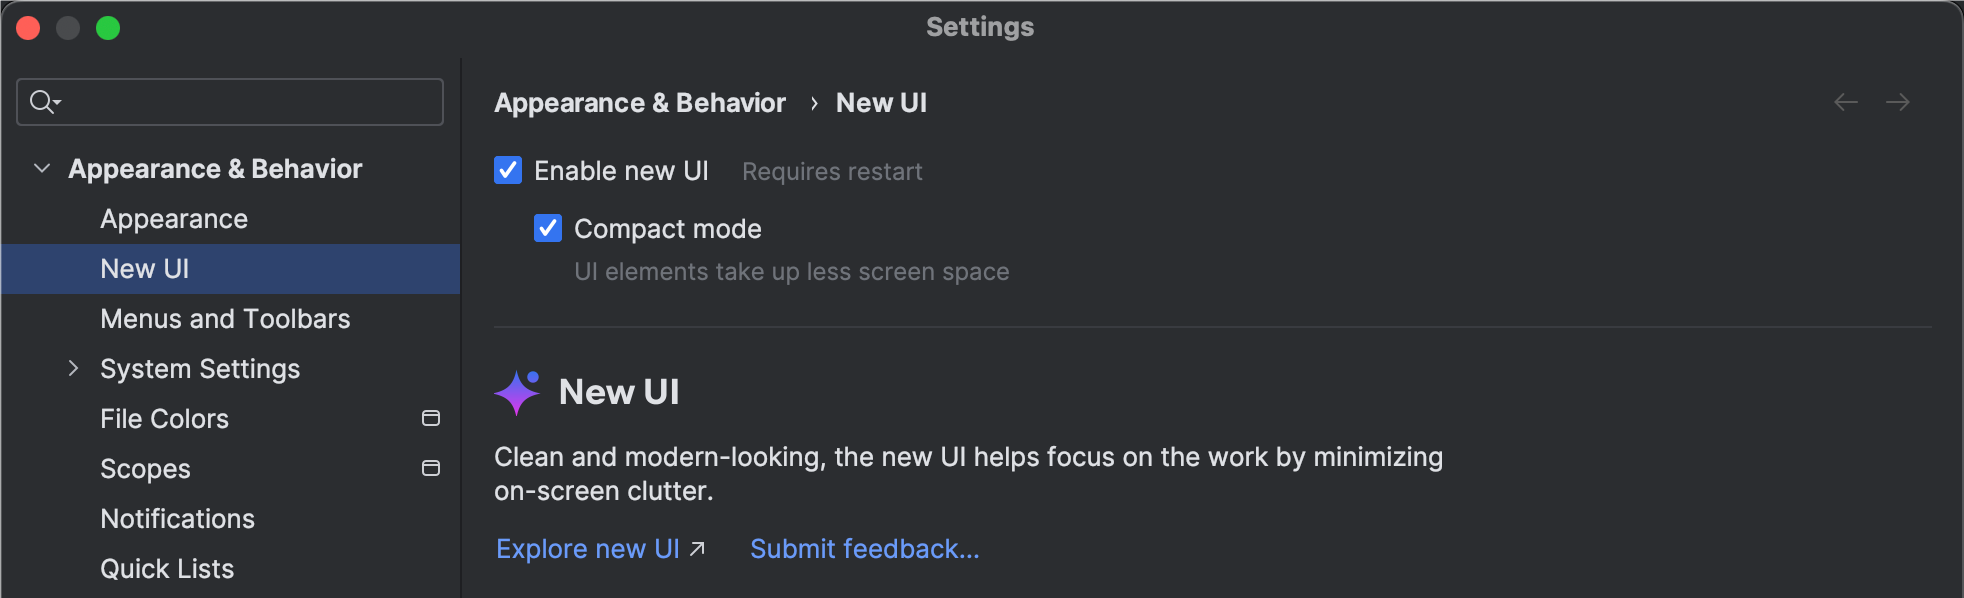 Settings
Appearance & Behavior
Appearance
New UI
Menus and Toolbars
System Settings
File Colors
Scopes
Notifications
Quick Lists
Appearance & Behavior › New UI
Enable new UI Requires restart
Compact mode
UI elements take up less screen space
New UI
Clean and modern-looking, the new UI helps focus on the work by minimizing
on-screen clutter.
Explore new UI ↗ Submit feedback...